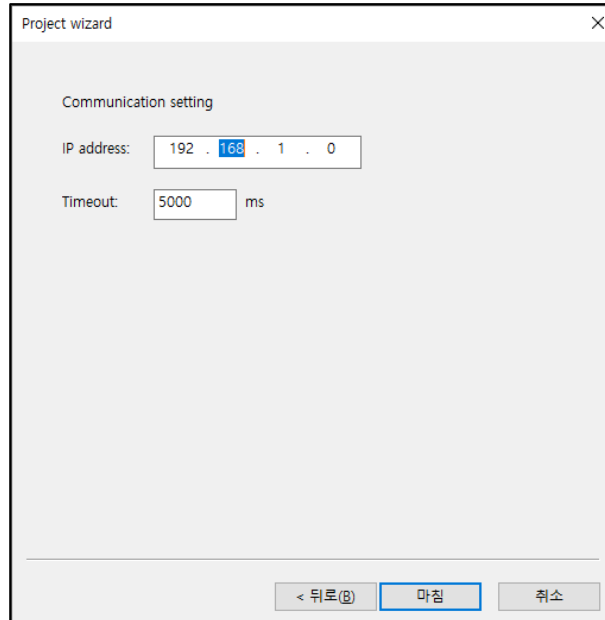 Project wizard
Communication setting
IP address: 192 . 168 . 1 . 0
Timeout: 5000 ms
< 뒤로(B) 마침 취소